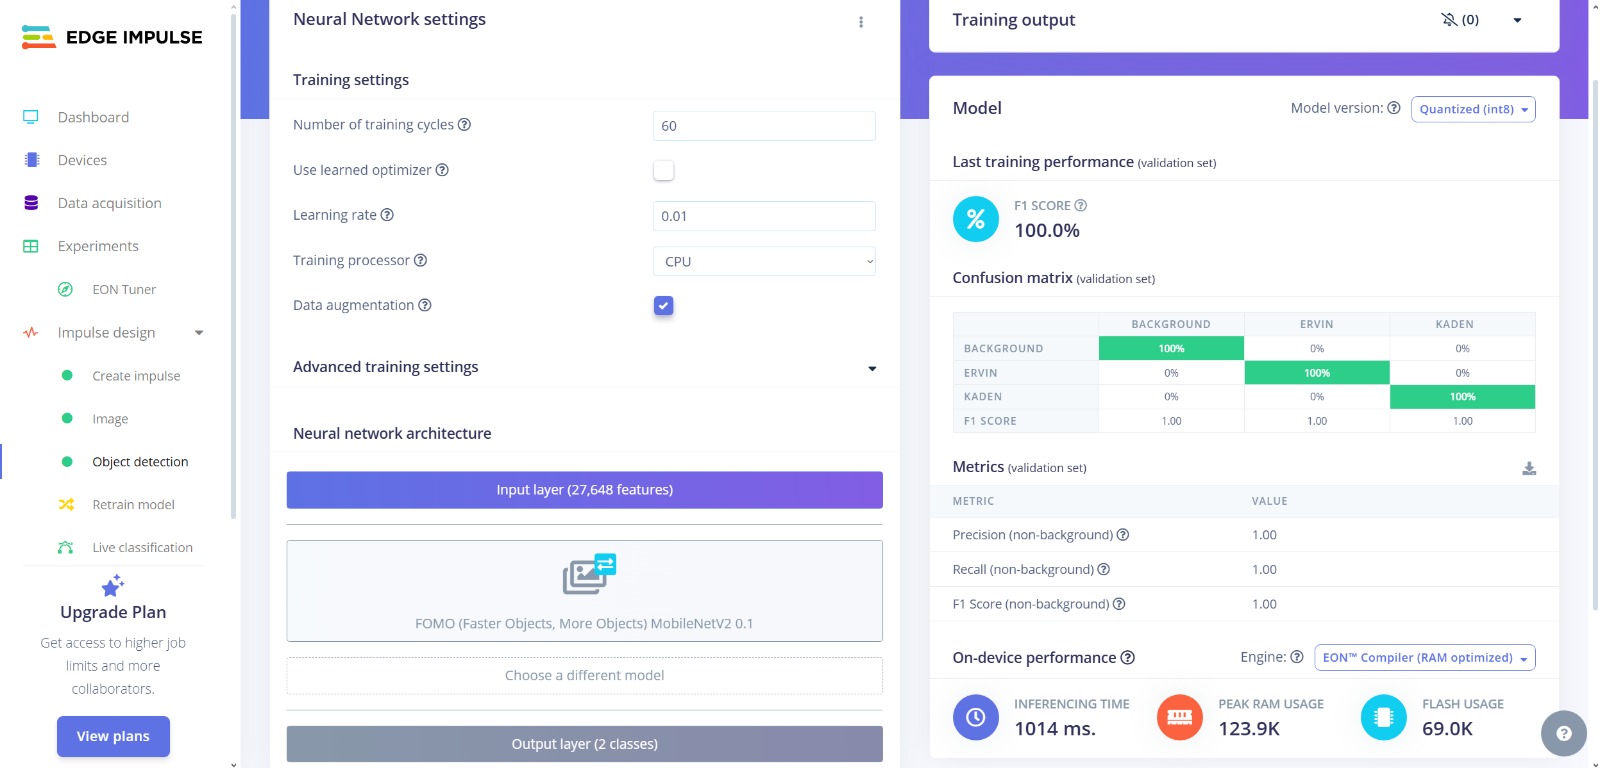 EDGE IMPULSE
Dashboard
Devices
Data acquisition
Experiments
EON Tuner
Impulse design
Create impulse
Image
Object detection
Retrain model
Live classification
Upgrade Plan
Get access to higher job
limits and more
collaborators.
View plans
Neural Network settings
Training settings
Number of training cycles
60
Use learned optimizer
Learning rate
0.01
Training processor
CPU
Data augmentation
Advanced training settings
Neural network architecture
Input layer (27,648 features)
FOMO (Faster Objects, More Objects) MobileNetV2 0.1
Choose a different model
Output layer (2 classes)
Training output
(0)
Model
Model version: Quantized (int8)
Last training performance (validation set)
%
F1 SCORE
100.0%
Confusion matrix (validation set)
BACKGROUND ERVIN KADEN
BACKGROUND 100% 0% 0%
ERVIN 0% 100% 0%
KADEN 0% 0% 100%
F1 SCORE 1.00 1.00 1.00
Metrics (validation set)
METRIC VALUE
Precision (non-background) 1.00
Recall (non-background) 1.00
F1 Score (non-background) 1.00
On-device performance
Engine: EON™ Compiler (RAM optimized)
INFERENCING TIME
1014 ms.
PEAK RAM USAGE
123.9K
FLASH USAGE
69.0K